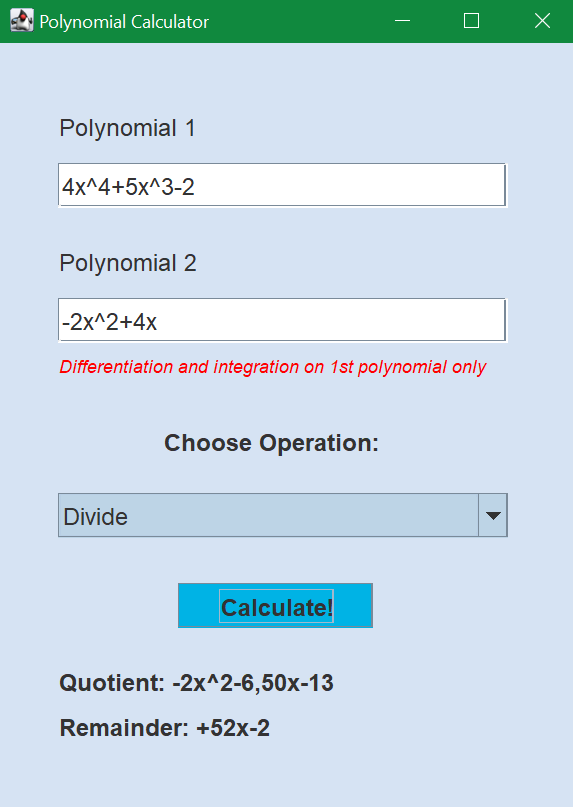 Polynomial Calculator
Polynomial 1
4x^4+5x^3-2
Polynomial 2
-2x^2+4x
Differentiation and integration on 1st polynomial only
Choose Operation:
Divide
Calculate!
Quotient: -2x^2-6,50x-13
Remainder: +52x-2